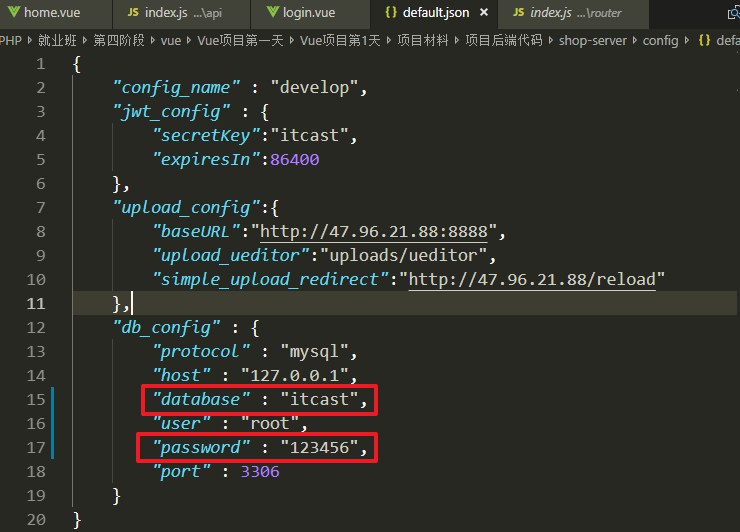 home.vue JS index.js ...\api login.vue {} default.json × JS index.js ...\router
PHP > 就业班 > 第四阶段 > vue > Vue项目第一天 > Vue项目第1天 > 项目材料 > 项目后端代码 > shop-server > config > {} defa
1 {
2 "config_name" : "develop",
3 "jwt_config" : {
4 "secretKey":"itcast",
5 "expiresIn":86400
6 },
7 "upload_config":{
8 "baseURL":"http://47.96.21.88:8888",
9 "upload_ueditor":"uploads/ueditor",
10 "simple_upload_redirect":"http://47.96.21.88/reload"
11 },
12 "db_config" : {
13 "protocol" : "mysql",
14 "host" : "127.0.0.1",
15 "database" : "itcast",
16 "user" : "root",
17 "password" : "123456",
18 "port" : 3306
19 }
20 }